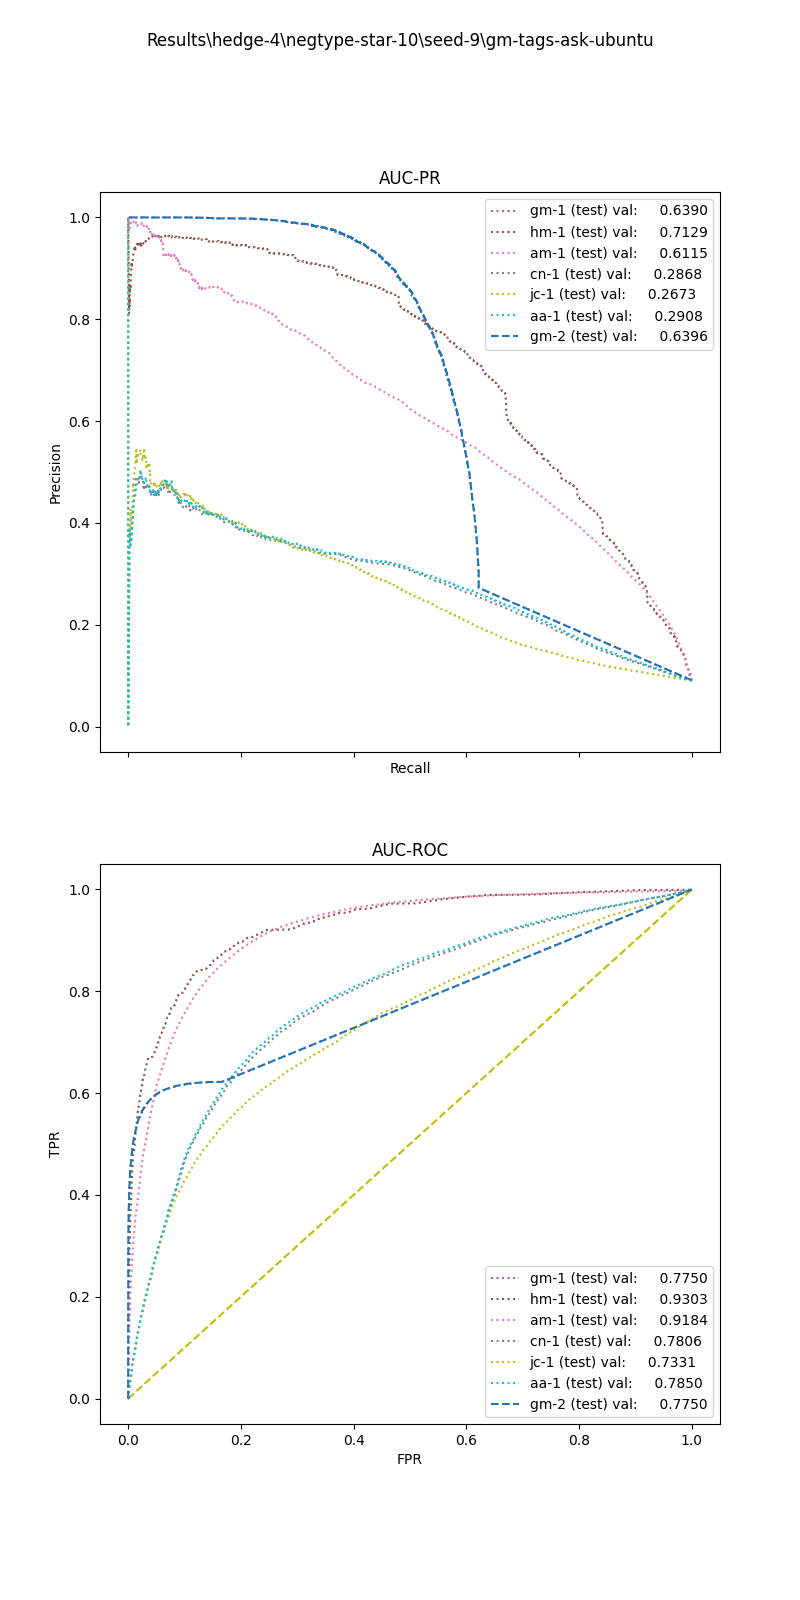 Results\hedge-4\negtype-star-10\seed-9\gm-tags-ask-ubuntu
AUC-PR
gm-1 (test) val: 0.6390
hm-1 (test) val: 0.7129
am-1 (test) val: 0.6115
cn-1 (test) val: 0.2868
jc-1 (test) val: 0.2673
aa-1 (test) val: 0.2908
gm-2 (test) val: 0.6396
1.0
0.8
0.6
0.4
0.2
0.0
Precision
Recall
AUC-ROC
1.0
0.8
0.6
0.4
0.2
0.0
TPR
gm-1 (test) val: 0.7750
hm-1 (test) val: 0.9303
am-1 (test) val: 0.9184
cn-1 (test) val: 0.7806
jc-1 (test) val: 0.7331
aa-1 (test) val: 0.7850
gm-2 (test) val: 0.7750
0.0 0.2 0.4 0.6 0.8 1.0
FPR